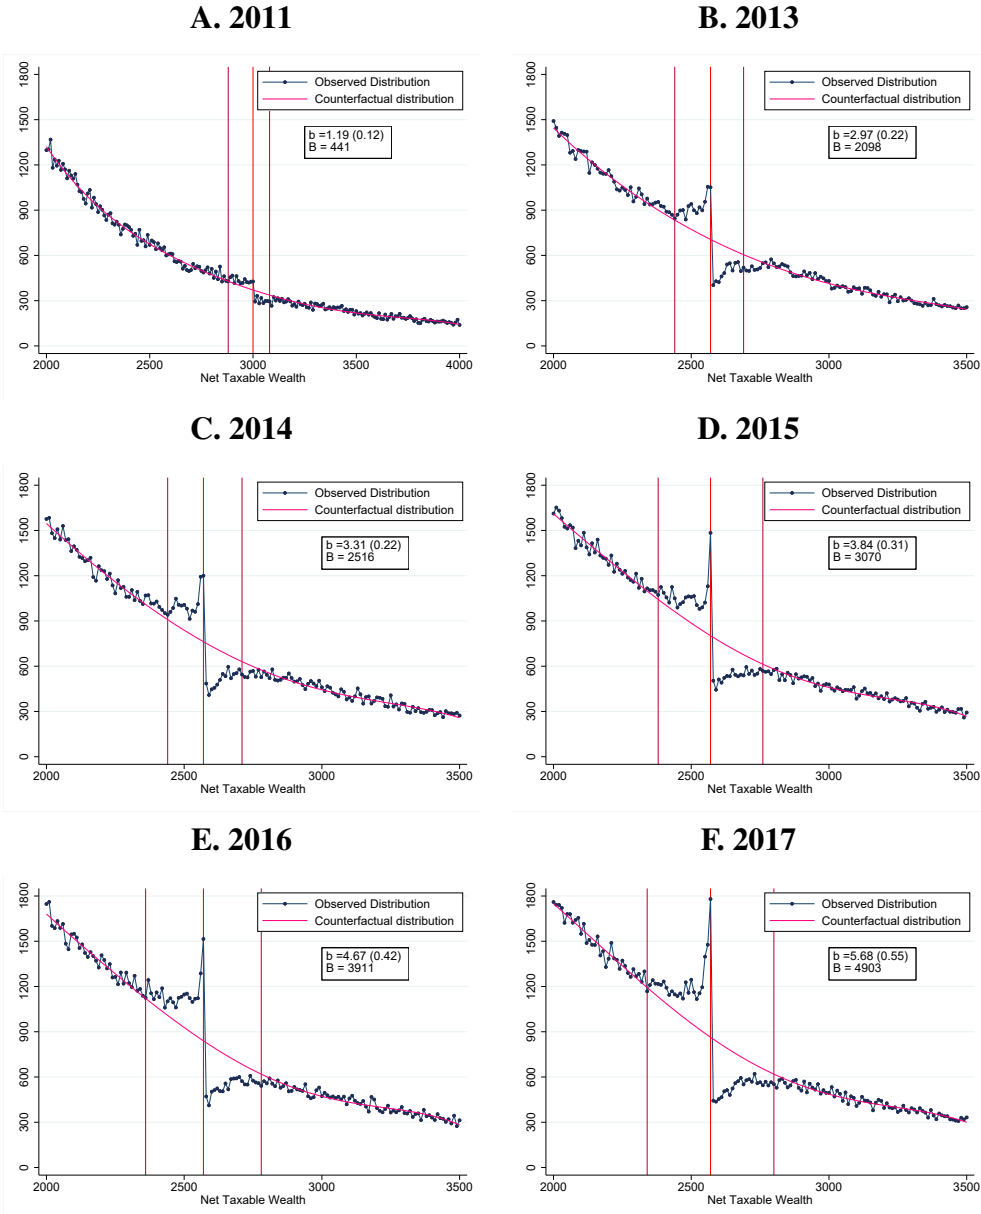 A. 2011
0 300 600 900 1200 1500 1800
Observed Distribution
Counterfactual distribution
b =1.19 (0.12)
B = 441
2000 2500 3000 3500 4000
Net Taxable Wealth
B. 2013
0 300 600 900 1200 1500 1800
Observed Distribution
Counterfactual distribution
b =2.97 (0.22)
B = 2098
2000 2500 3000 3500
Net Taxable Wealth
C. 2014
0 300 600 900 1200 1500 1800
Observed Distribution
Counterfactual distribution
b =3.31 (0.22)
B = 2516
2000 2500 3000 3500
Net Taxable Wealth
D. 2015
0 300 600 900 1200 1500 1800
Observed Distribution
Counterfactual distribution
b =3.84 (0.31)
B = 3070
2000 2500 3000 3500
Net Taxable Wealth
E. 2016
0 300 600 900 1200 1500 1800
Observed Distribution
Counterfactual distribution
b =4.67 (0.42)
B = 3911
2000 2500 3000 3500
Net Taxable Wealth
F. 2017
0 300 600 900 1200 1500 1800
Observed Distribution
Counterfactual distribution
b =5.68 (0.55)
B = 4903
2000 2500 3000 3500
Net Taxable Wealth